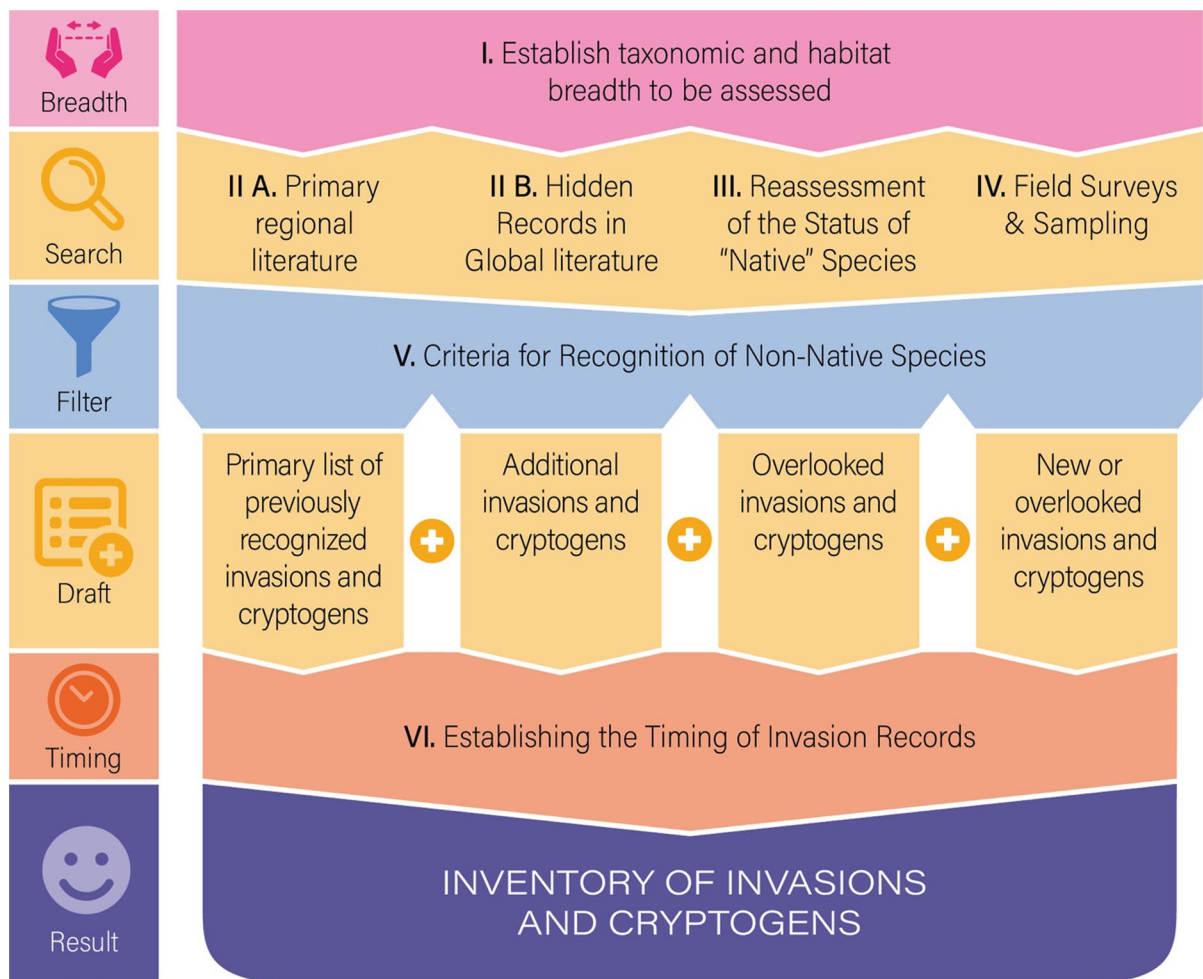 Breadth
I. Establish taxonomic and habitat
breadth to be assessed
Search
II A. Primary
regional
literature
II B. Hidden
Records in
Global literature
III. Reassessment
of the Status of
“Native” Species
IV. Field Surveys
& Sampling
Filter
V. Criteria for Recognition of Non-Native Species
Draft
Primary list of
previously
recognized
invasions and
cryptogens
Additional
invasions and
cryptogens
Overlooked
invasions and
cryptogens
New or
overlooked
invasions and
cryptogens
Timing
VI. Establishing the Timing of Invasion Records
Result
INVENTORY OF INVASIONS
AND CRYPTOGENS